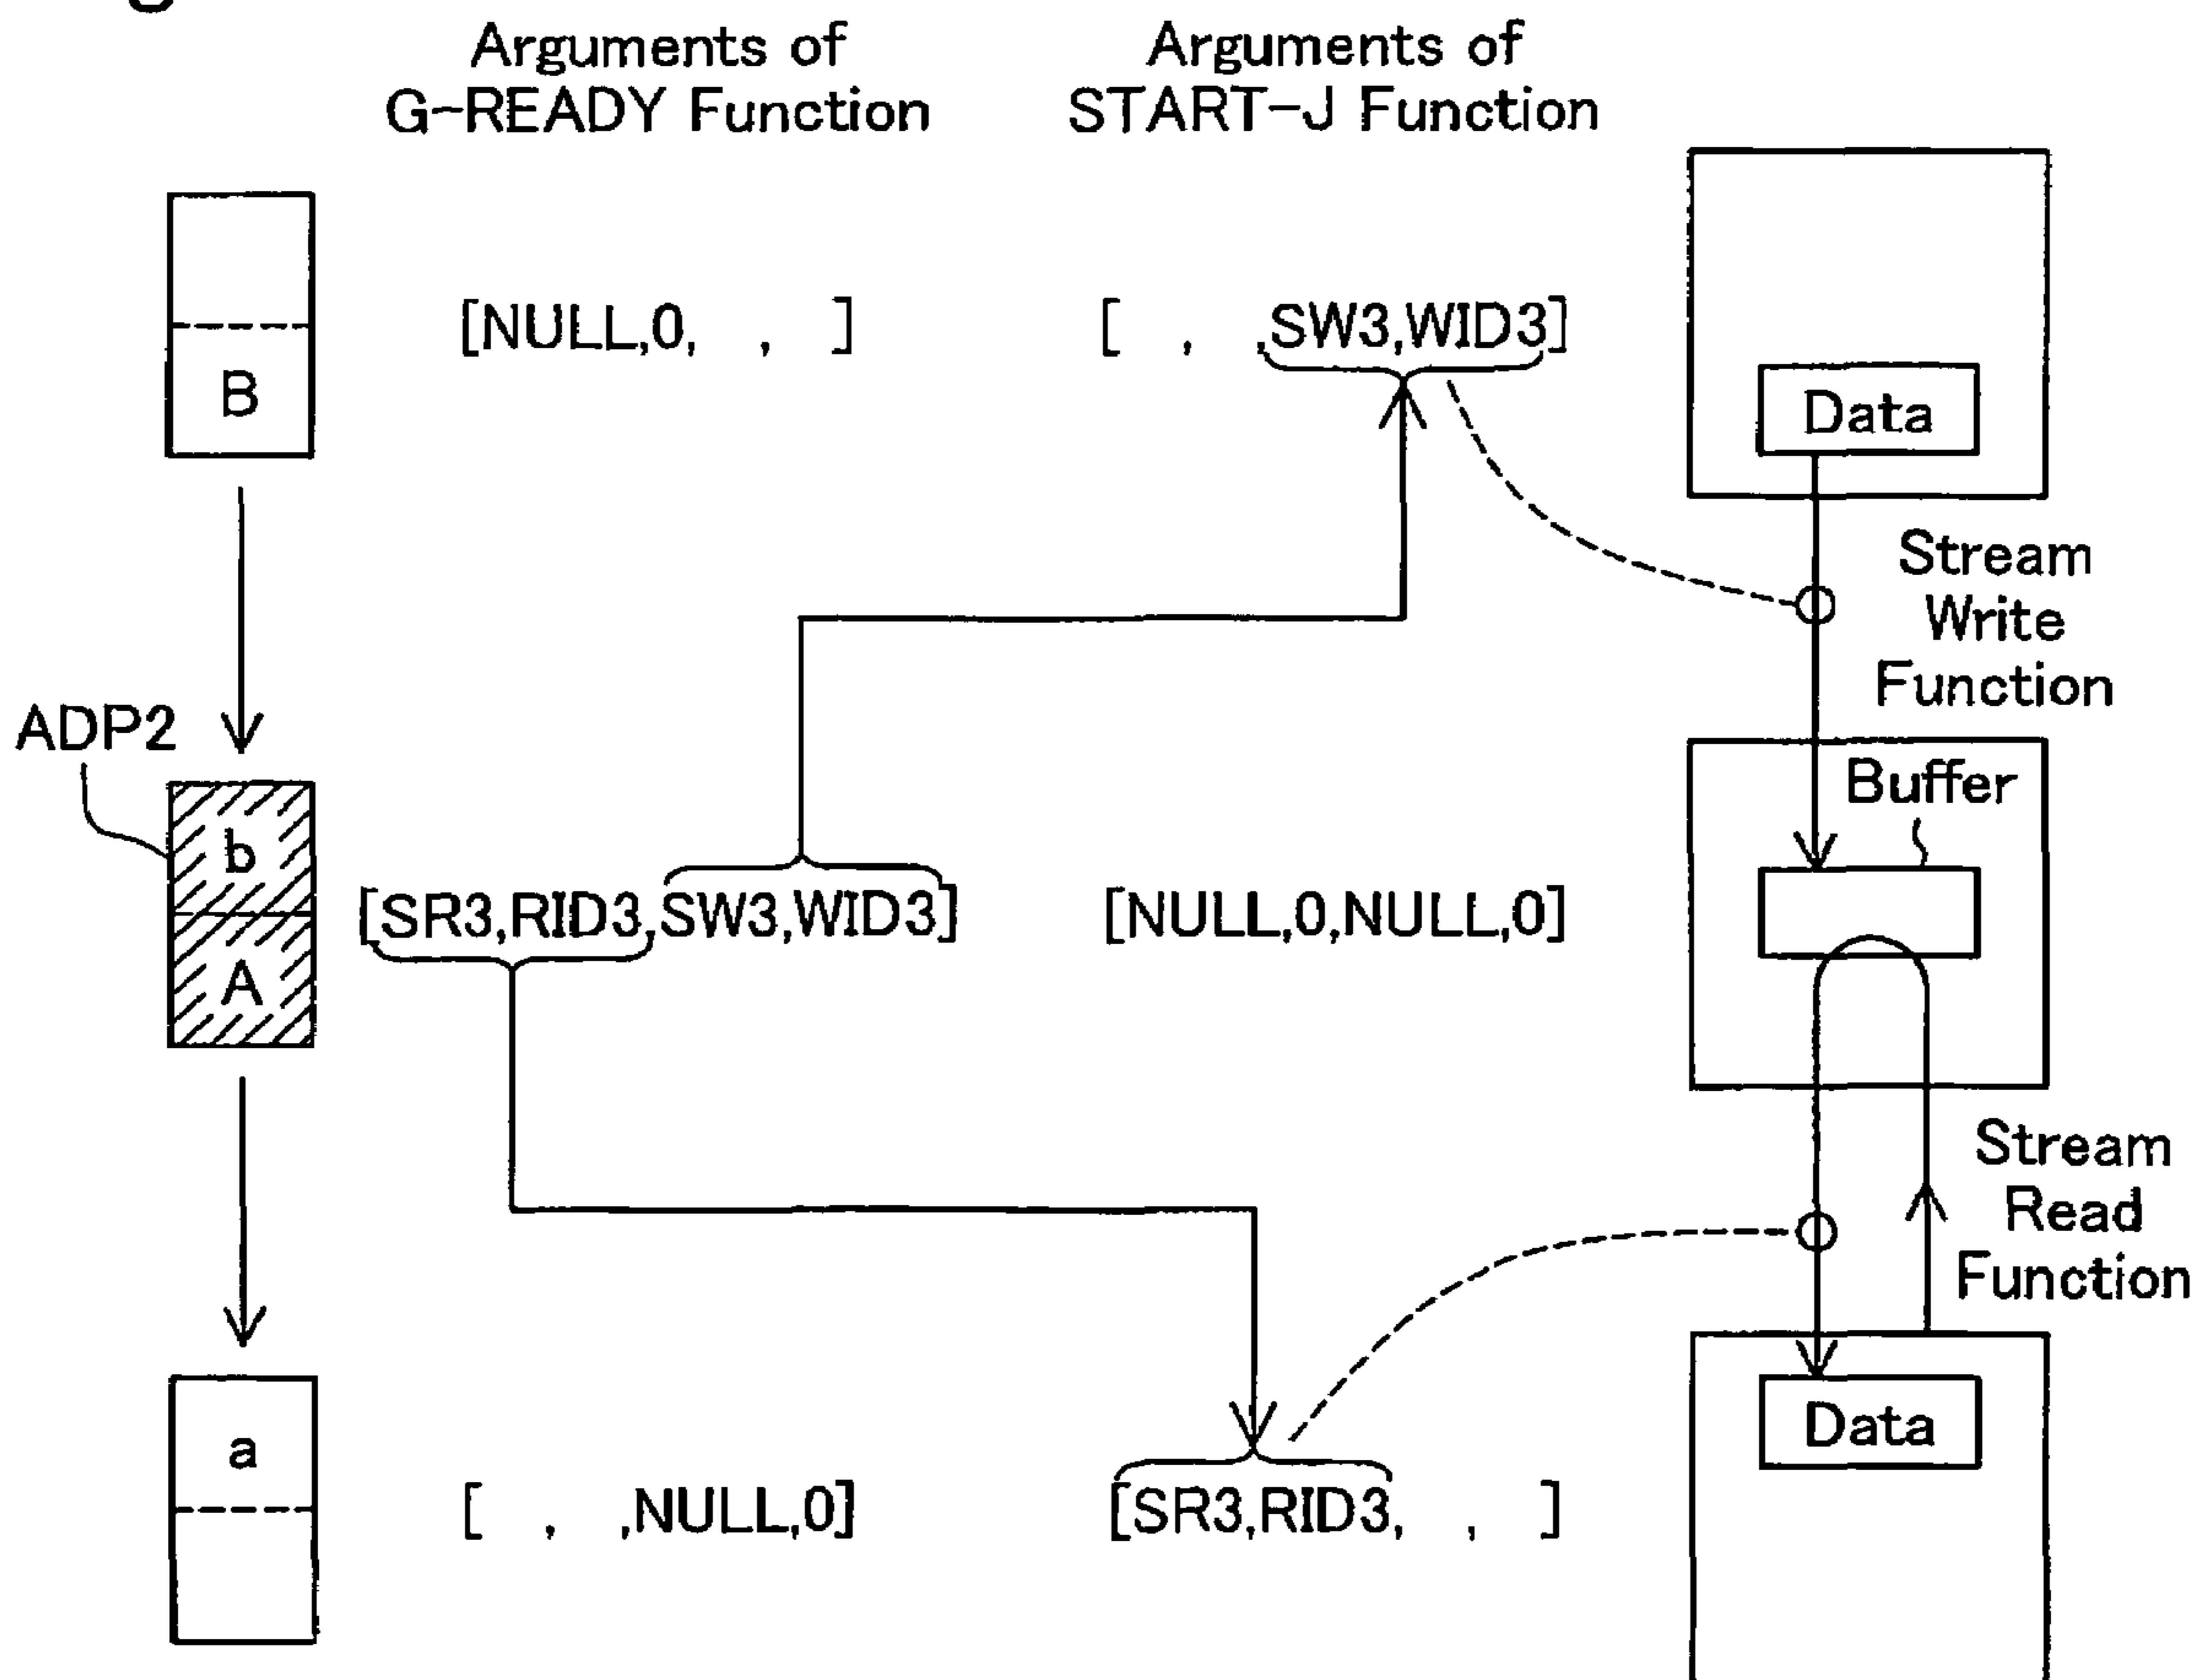 Arguments of
G-READY Function
Arguments of
START-J Function
B
[NULL,0, , ]
[ , ,SW3,WID3]
Data
Stream
Write
Function
ADP2
b
A
[SR3,RID3,SW3,WID3]
[NULL,0,NULL,0]
Buffer
Stream
Read
Function
a
[ , ,NULL,0]
[SR3,RID3, , ]
Data